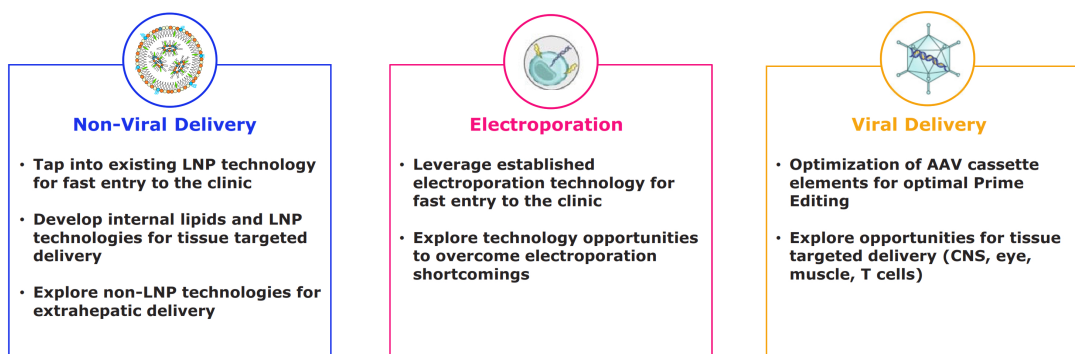 Non-Viral Delivery
• Tap into existing LNP technology
for fast entry to the clinic
• Develop internal lipids and LNP
technologies for tissue targeted
delivery
• Explore non-LNP technologies for
extrahepatic delivery
Electroporation
• Leverage established
electroporation technology for
fast entry to the clinic
• Explore technology opportunities
to overcome electroporation
shortcomings
Viral Delivery
• Optimization of AAV cassette
elements for optimal Prime
Editing
• Explore opportunities for tissue
targeted delivery (CNS, eye,
muscle, T cells)